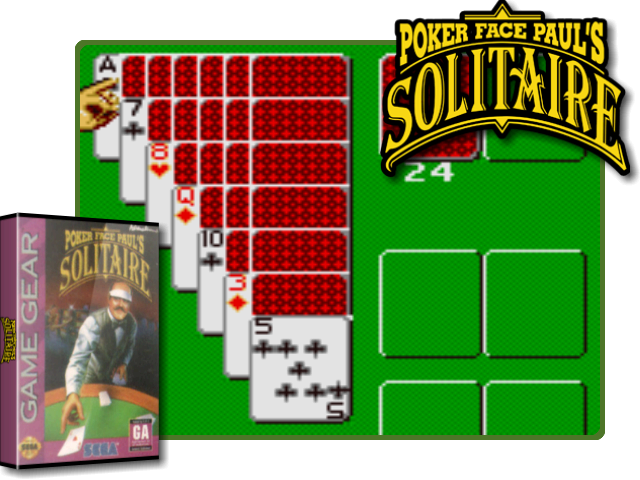 POKER FACE PAUL'S
SOLITAIRE
A
7
8
Q
10
3
5
5
24
GAME GEAR
SOLITAIRE
POKER FACE PAUL'S
SOLITAIRE
SEGA
GA